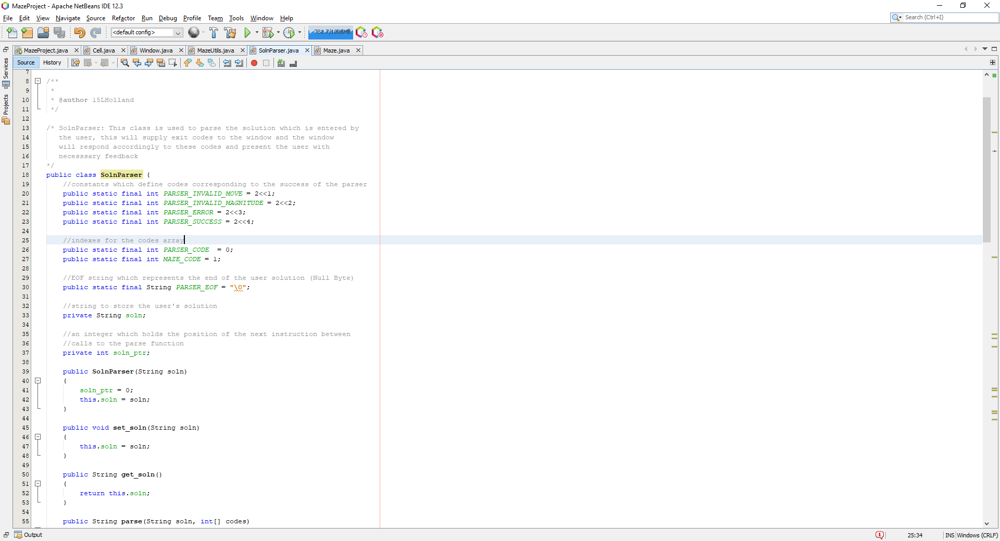 MazeProject - Apache NetBeans IDE 12.3
File Edit View Navigate Source Refactor Run Debug Profile Team Tools Window Help
Search (Ctrl+I)
<default config>
731.7/1088MB
MazeProject.java Cell.java Window.java MazeUtils.java SolnParser.java Maze.java
Source History
Services
Projects
7
8 /**
9 *
10 * @author 15LHolland
11 */
12
13 /* SolnParser: This class is used to parse the solution which is entered by
14 the user, this will supply exit codes to the window and the window
15 will respond accordingly to these codes and present the user with
16 necesssary feedback
17 */
18 public class SolnParser {
19 //constants which define codes corresponding to the success of the parser
20 public static final int PARSER_INVALID_MOVE = 2<<1;
21 public static final int PARSER_INVALID_MAGNITUDE = 2<<2;
22 public static final int PARSER_ERROR = 2<<3;
23 public static final int PARSER_SUCCESS = 2<<4;
24
25 //indexes for the codes array
26 public static final int PARSER_CODE  = 0;
27 public static final int MAZE_CODE = 1;
28
29 //EOF string which represents the end of the user solution (Null Byte)
30 public static final String PARSER_EOF = "\0";
31
32 //string to store the user's solution
33 private String soln;
34
35 //an integer which holds the position of the next instruction between
36 //calls to the parse function
37 private int soln_ptr;
38
39 public SolnParser(String soln)
40 {
41 soln_ptr = 0;
42 this.soln = soln;
43 }
44
45 public void set_soln(String soln)
46 {
47 this.soln = soln;
48 }
49
50 public String get_soln()
51 {
52 return this.soln;
53 }
54
55 public String parse(String soln, int[] codes)
Output
1 25:34 INS Windows (CRLF)